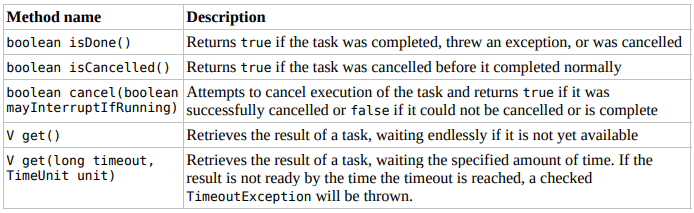 Method name Description
boolean isDone() Returns true if the task was completed, threw an exception, or was cancelled
boolean isCancelled() Returns true if the task was cancelled before it completed normally
boolean cancel(boolean Attempts to cancel execution of the task and returns true if it was
mayInterruptIfRunning) successfully cancelled or false if it could not be cancelled or is complete
V get() Retrieves the result of a task, waiting endlessly if it is not yet available
V get(long timeout, Retrieves the result of a task, waiting the specified amount of time. If the
TimeUnit unit) result is not ready by the time the timeout is reached, a checked
TimeoutException will be thrown.